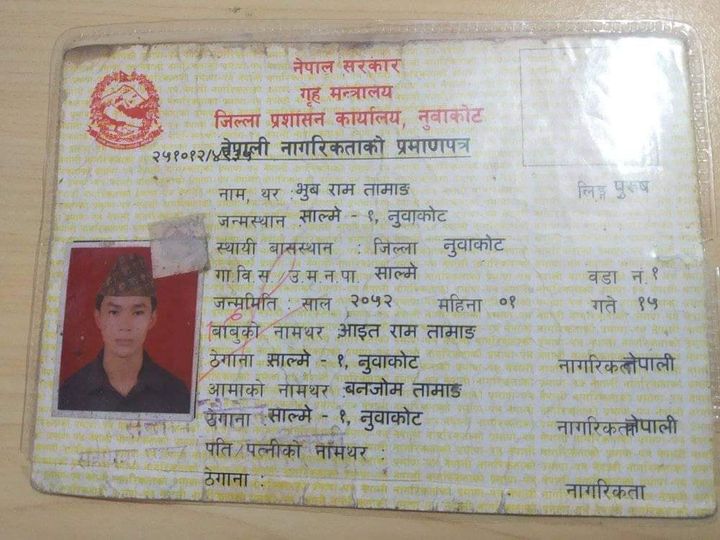 नेपाल सरकार
गृह मन्त्रालय
जिल्ला प्रशासन कार्यालय, नुवाकोट
नेपाली नागरिकताको प्रमाणपत्र
२५१०१२/
नाम, थर : भुब राम तामाङ लिङ्ग पुरुष
जन्मस्थान साल्मे - १, नुवाकोट
स्थायी बासस्थान : जिल्ला नुवाकोट
गा.वि.स. / उ.म.न.पा. साल्मे वडा नं. १
जन्ममिति : साल २०५२ महिना ०१ गते १५
बाबुको नामथर : आइत राम तामाङ
ठेगाना साल्मे - १, नुवाकोट नागरिकता नेपाली
आमाको नामथर : बनजोम तामाङ
ठेगाना साल्मे - १, नुवाकोट नागरिकता नेपाली
पति/पत्नीका नामथर :
ठेगाना : नागरिकता